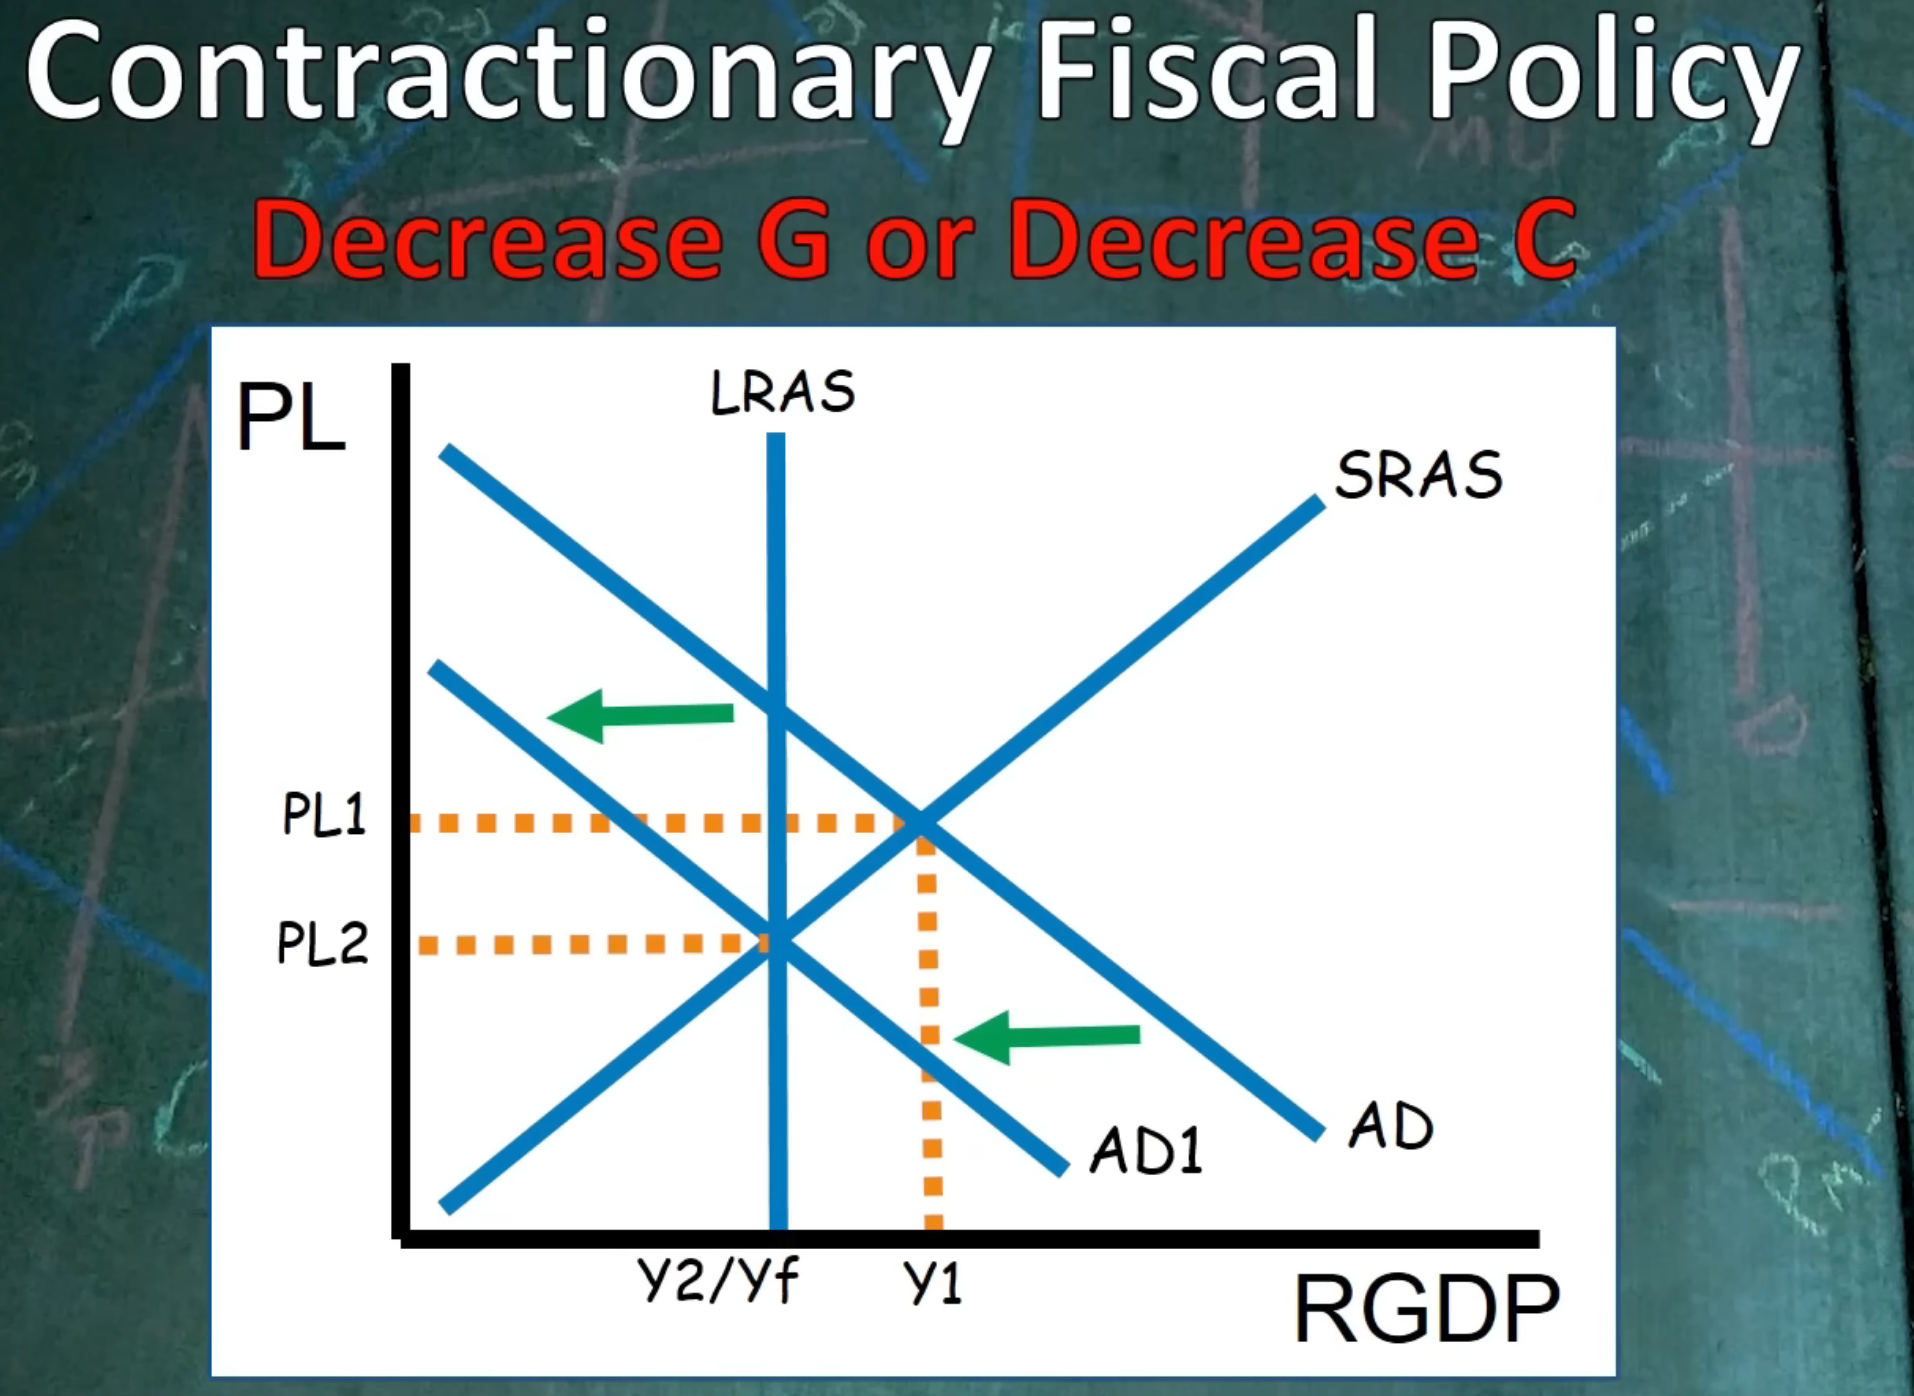 Contractionary Fiscal Policy
Decrease G or Decrease C
PL
LRAS
SRAS
PL1
PL2
AD
AD1
Y2/Yf
Y1
RGDP